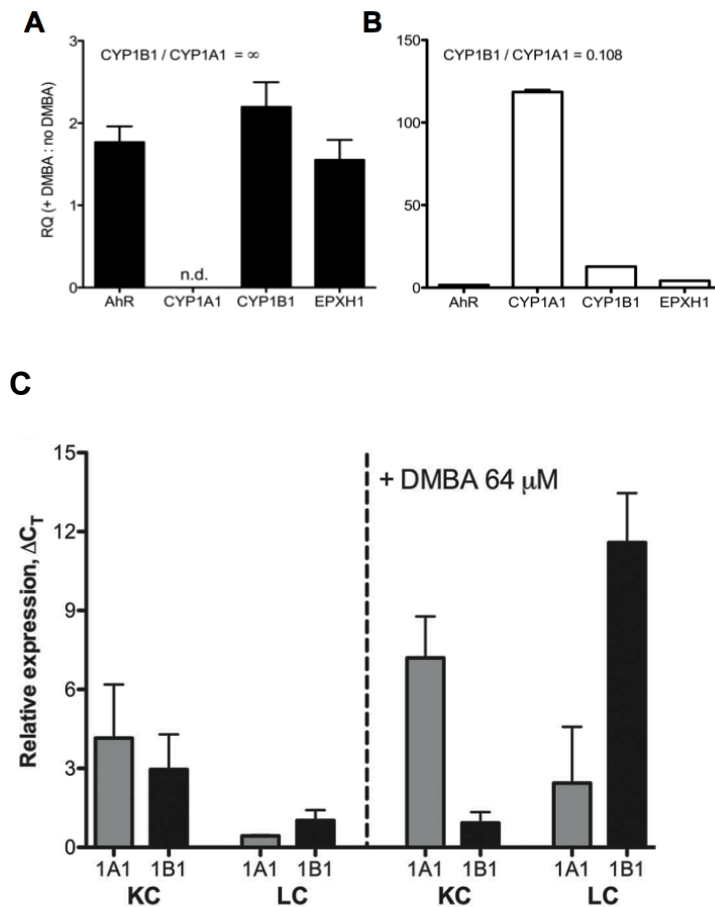 A
B
CYP1B1 / CYP1A1 = ∞
CYP1B1 / CYP1A1 = 0.108
RQ (+ DMBA : no DMBA)
3
2
1
0
n.d.
AhR CYP1A1 CYP1B1 EPXH1
150
100
50
0
AhR CYP1A1 CYP1B1 EPXH1
C
+ DMBA 64 µM
Relative expression, ΔCT
15
12
9
6
3
0
1A1 1B1 1A1 1B1 1A1 1B1 1A1 1B1
KC LC KC LC